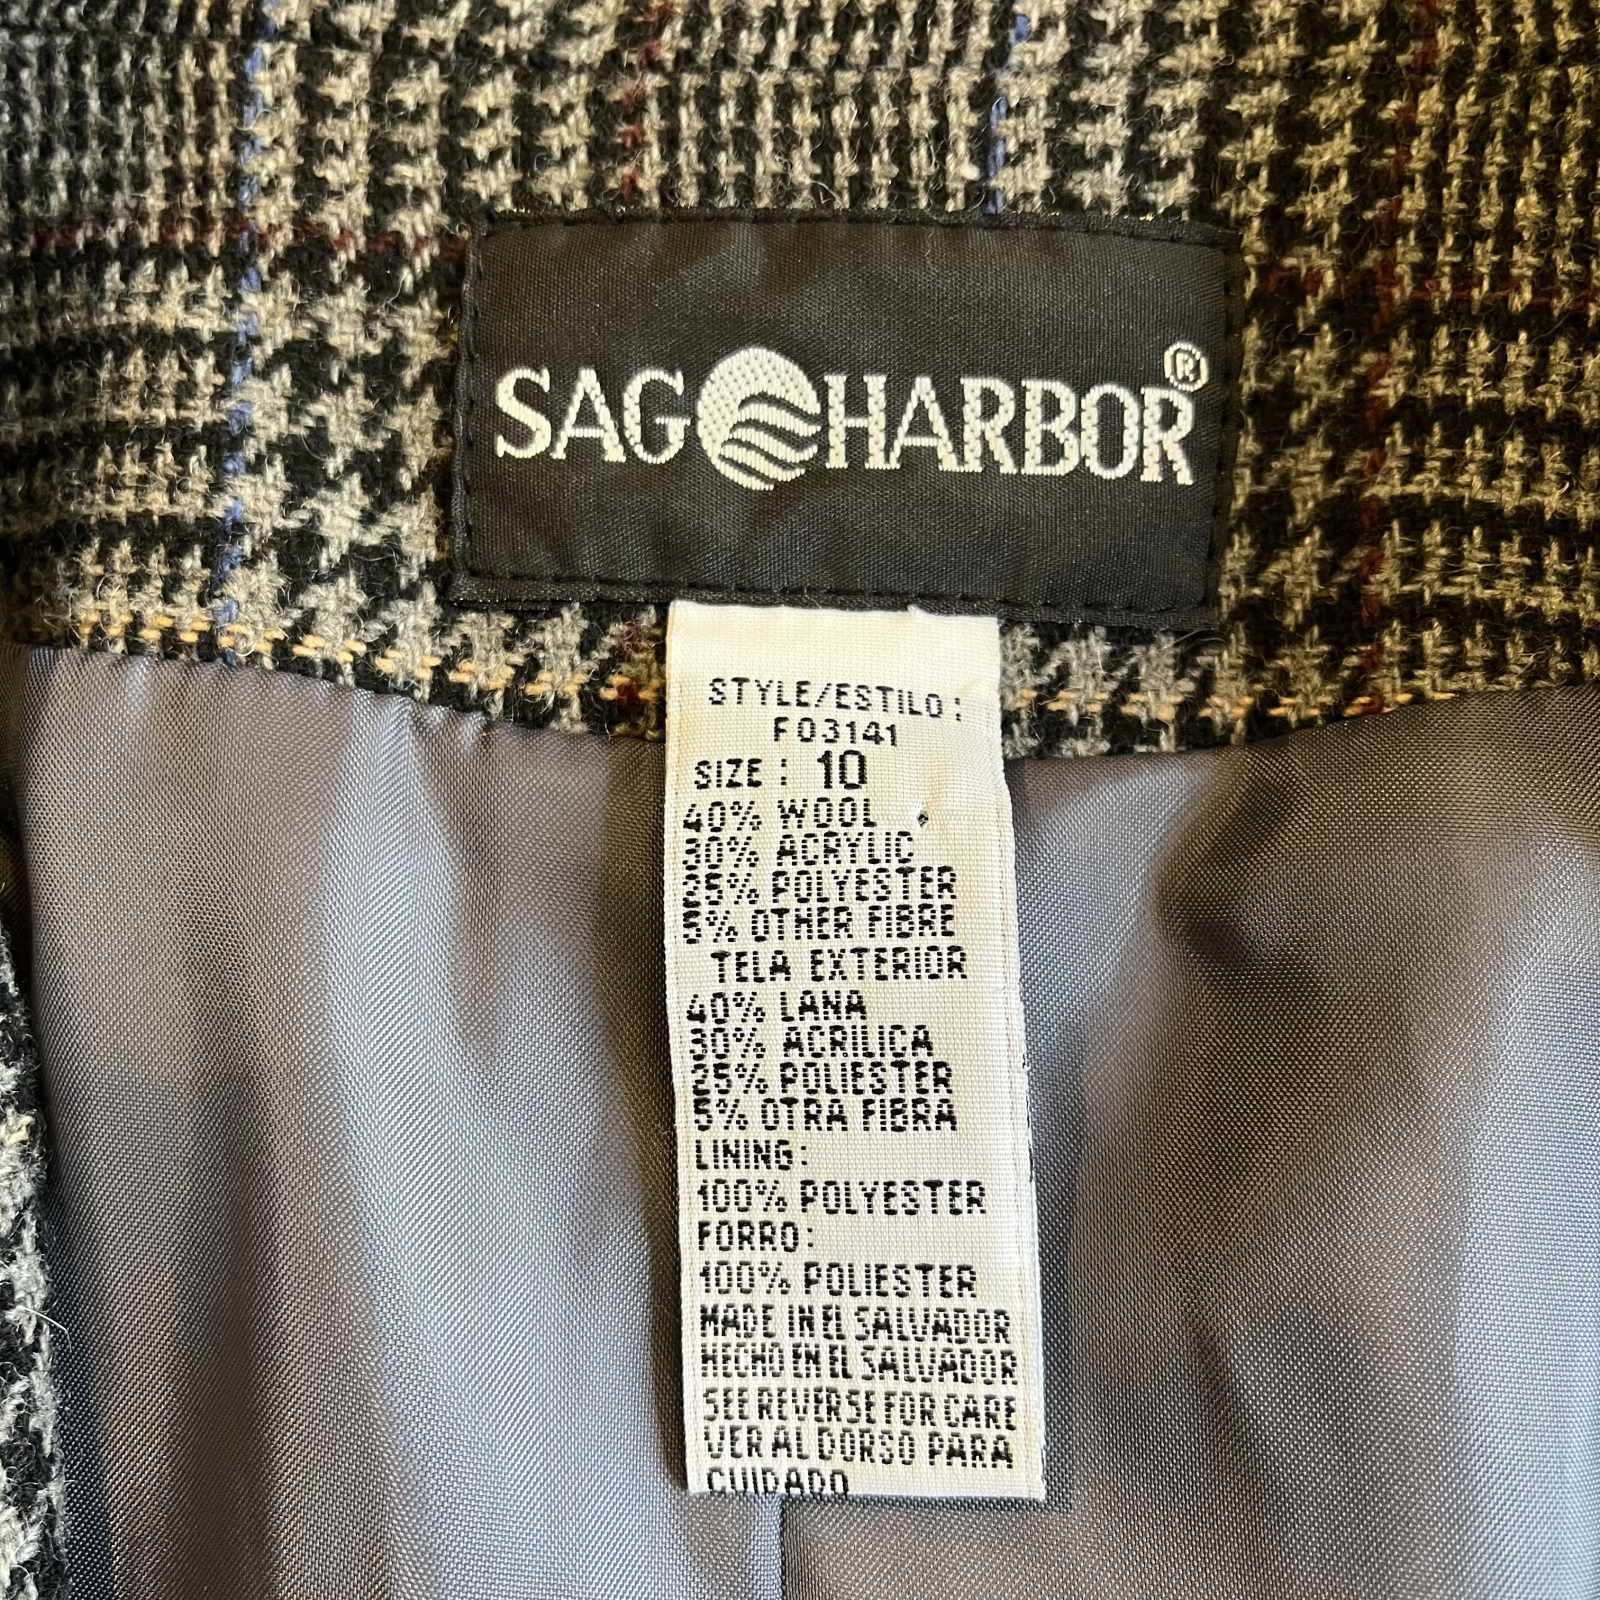 SAG HARBOR®
STYLE/ESTILO:
F03141
SIZE: 10
40% WOOL
30% ACRYLIC
25% POLYESTER
5% OTHER FIBRE
TELA EXTERIOR
40% LANA
30% ACRILICA
25% POLIESTER
5% OTRA FIBRA
LINING:
100% POLYESTER
FORRO:
100% POLIESTER
MADE IN EL SALVADOR
HECHO EN EL SALVADOR
SEE REVERSE FOR CARE
VER AL DORSO PARA
CUIDADO